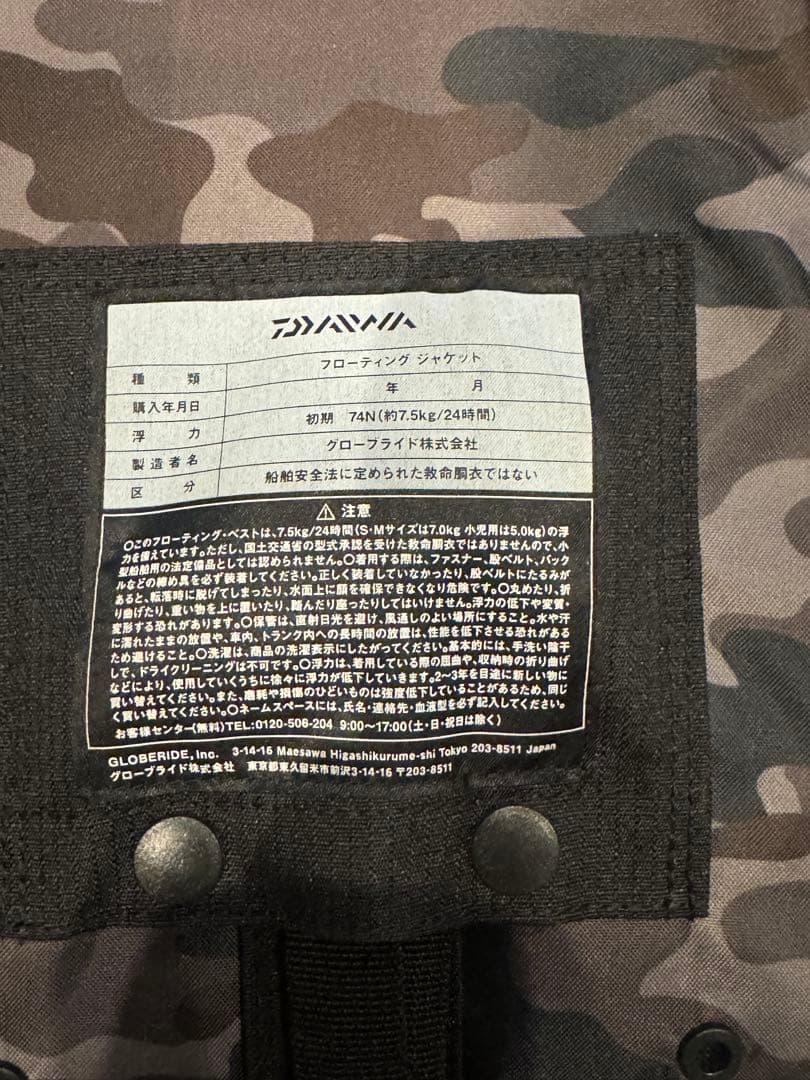 DAIWA
種類 フローティング ジャケット
購入年月日 年 月
浮力 初期 74N(約7.5kg/24時間)
製造者名 グローブライド株式会社
区分 船舶安全法に定められた救命胴衣ではない
⚠ 注意
○このフローティング・ベストは、7.5kg/24時間(S・Mサイズは7.0kg 小児用は5.0kg)の浮
力を備えています。ただし、国土交通省の型式承認を受けた救命胴衣ではありませんので、小
型船舶用の法定備品としては認められません。○着用する際は、ファスナー、股ベルト、バック
ルなどの締め具を必ず装着してください。正しく装着していなかったり、股ベルトにたるみが
あると、転落時に脱げてしまったり、水面上に顔を確保できなくなり危険です。○丸めたり、折
り曲げたり、重い物を上に置いたり、踏んだり座ったりしてはいけません。浮力の低下や変質・
変形する恐れがあります。○保管は、直射日光を避け、風通しのよい場所にすること。水や汗
に濡れたままの放置や、車内、トランク内への長時間の放置は、性能を低下させる恐れがある
ため避けること。○洗濯は、商品の洗濯表示にしたがってください。基本的には、手洗い陰干
しで、ドライクリーニングは不可です。○浮力は、着用している際の屈曲や、収納時の折り曲げ
などにより、使用していくうちに徐々に浮力が低下していきます。2〜3年を目途に新しい物に
買い替えてください。また、磨耗や損傷のひどいものは強度低下していることがあるため、同じ
く買い替えてください。○ネームスペースには、氏名・連絡先・血液型を必ず記入してください。
お客様センター(無料)TEL:0120-506-204 9:00〜17:00(土・日・祝日は除く)
GLOBERIDE, Inc. 3-14-16 Maesawa Higashikurume-shi Tokyo 203-8511 Japan
グローブライド株式会社 東京都東久留米市前沢3-14-16 〒203-8511